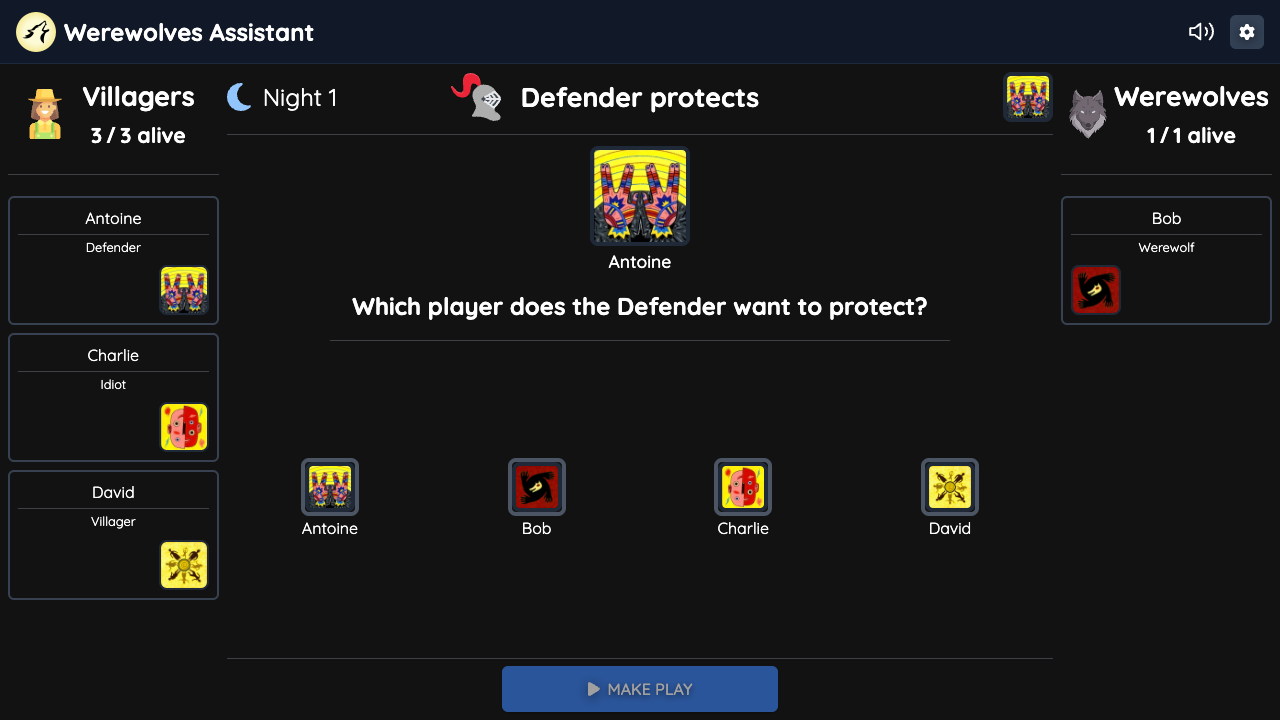 Werewolves Assistant
Villagers
3 / 3 alive
Night 1
Defender protects
Werewolves
1 / 1 alive
Antoine
Defender
Charlie
Idiot
David
Villager
Antoine
Which player does the Defender want to protect?
Antoine
Bob
Charlie
David
MAKE PLAY
Bob
Werewolf